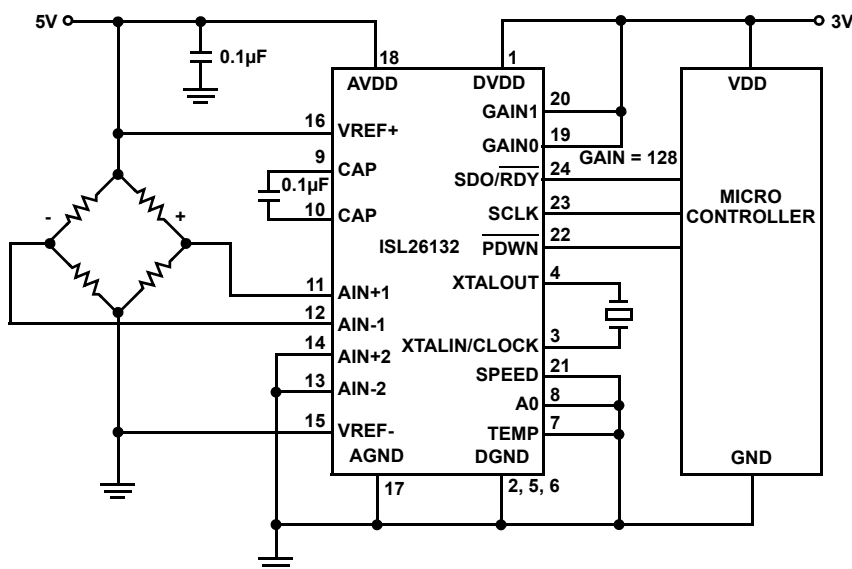 5V
3V
0.1µF
18
AVDD
1
DVDD
VDD
GAIN1
20
GAIN0
19
GAIN = 128
16
VREF+
9
CAP
0.1µF
10
CAP
SDO/RDY
24
SCLK
23
PDWN
22
ISL26132
MICRO
CONTROLLER
-
+
XTALOUT
4
11
AIN+1
12
AIN-1
14
AIN+2
13
AIN-2
XTALIN/CLOCK
3
SPEED
21
A0
8
TEMP
7
15
VREF-
AGND
17
DGND
2, 5, 6
GND